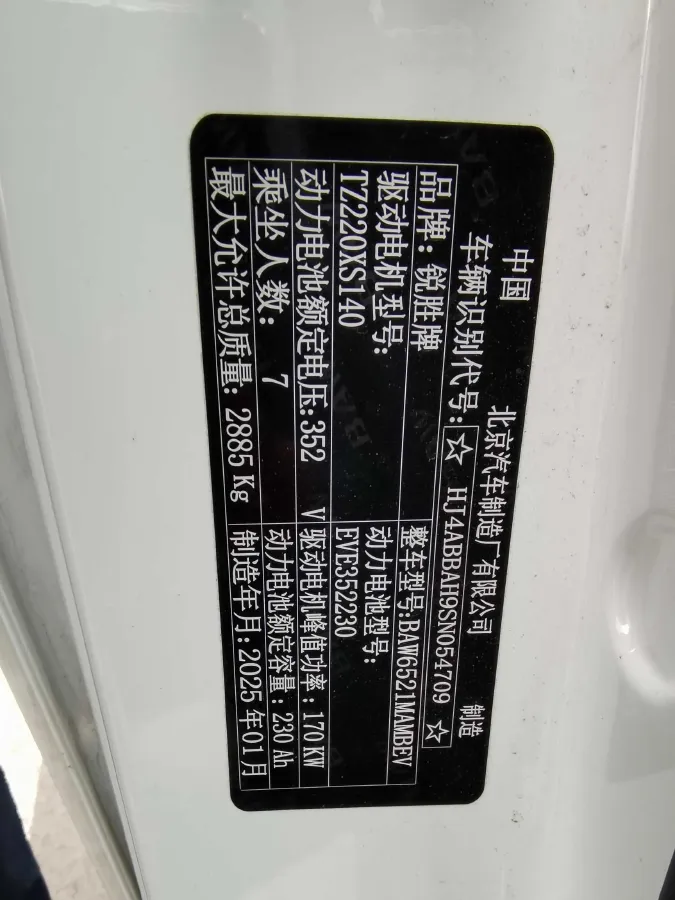 中国 北京汽车制造厂有限公司 制造
车辆识别代号: ☆ HJ4ABBAH9SN054709 ☆
品牌: 锐胜牌 整车型号:BAW6521MAMBEV
驱动电机型号: 动力电池型号:
TZ220XS140 EVE352230
动力电池额定电压:352 V 驱动电机峰值功率: 170 KW
乘坐人数: 7 动力电池额定容量: 230 Ah
最大允许总质量: 2885 Kg 制造年月: 2025 年01 月